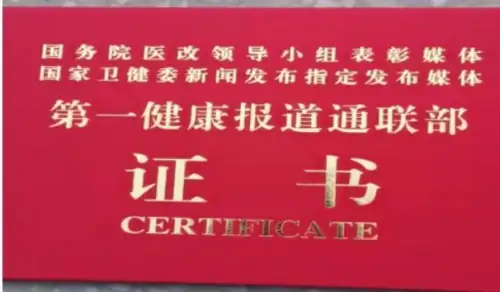 国务院医改领导小组表彰媒体
国家卫健委新闻发布指定发布媒体
第一健康报道通联部
证书
CERTIFICATE